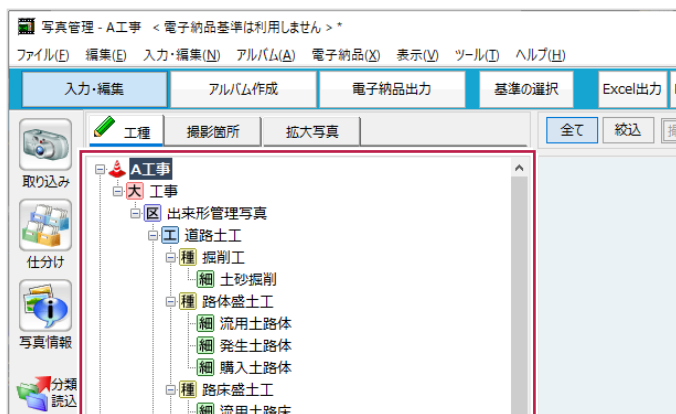 写真管理 - A工事 ＜電子納品基準は利用しません＞*
ファイル(F) 編集(E) 入力・編集(N) アルバム(A) 電子納品(X) 表示(V) ツール(T) ヘルプ(H)
入力・編集 アルバム作成 電子納品出力 基準の選択 Excel出力
工種 撮影箇所 拡大写真 全て 絞込
取り込み
仕分け
写真情報
分類読込
A工事
大 工事
区 出来形管理写真
工 道路土工
種 掘削工
細 土砂掘削
種 路体盛土工
細 流用土路体
細 発生土路体
細 購入土路体
種 路床盛土工
細 流用土路床